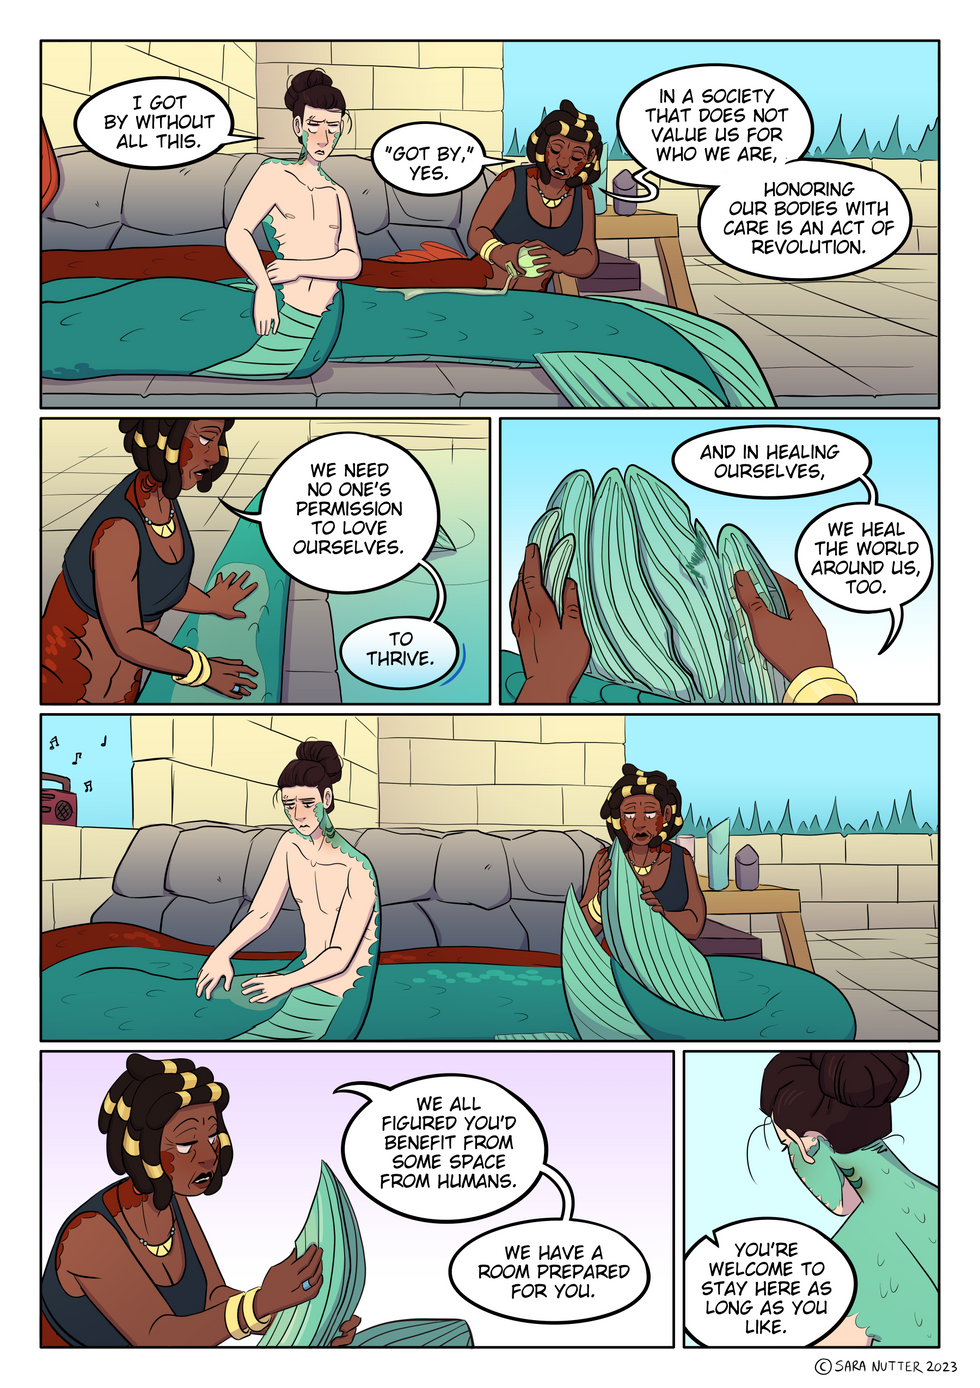 I GOT
BY WITHOUT
ALL THIS.
"GOT BY,"
YES.
IN A SOCIETY
THAT DOES NOT
VALUE US FOR
WHO WE ARE,
HONORING
OUR BODIES WITH
CARE IS AN ACT OF
REVOLUTION.
WE NEED
NO ONE'S
PERMISSION
TO LOVE
OURSELVES.
TO
THRIVE.
AND IN HEALING
OURSELVES,
WE HEAL
THE WORLD
AROUND US,
TOO.
WE ALL
FIGURED YOU'D
BENEFIT FROM
SOME SPACE
FROM HUMANS.
WE HAVE A
ROOM PREPARED
FOR YOU.
YOU'RE
WELCOME TO
STAY HERE AS
LONG AS YOU
LIKE.
© SARA NUTTER 2023